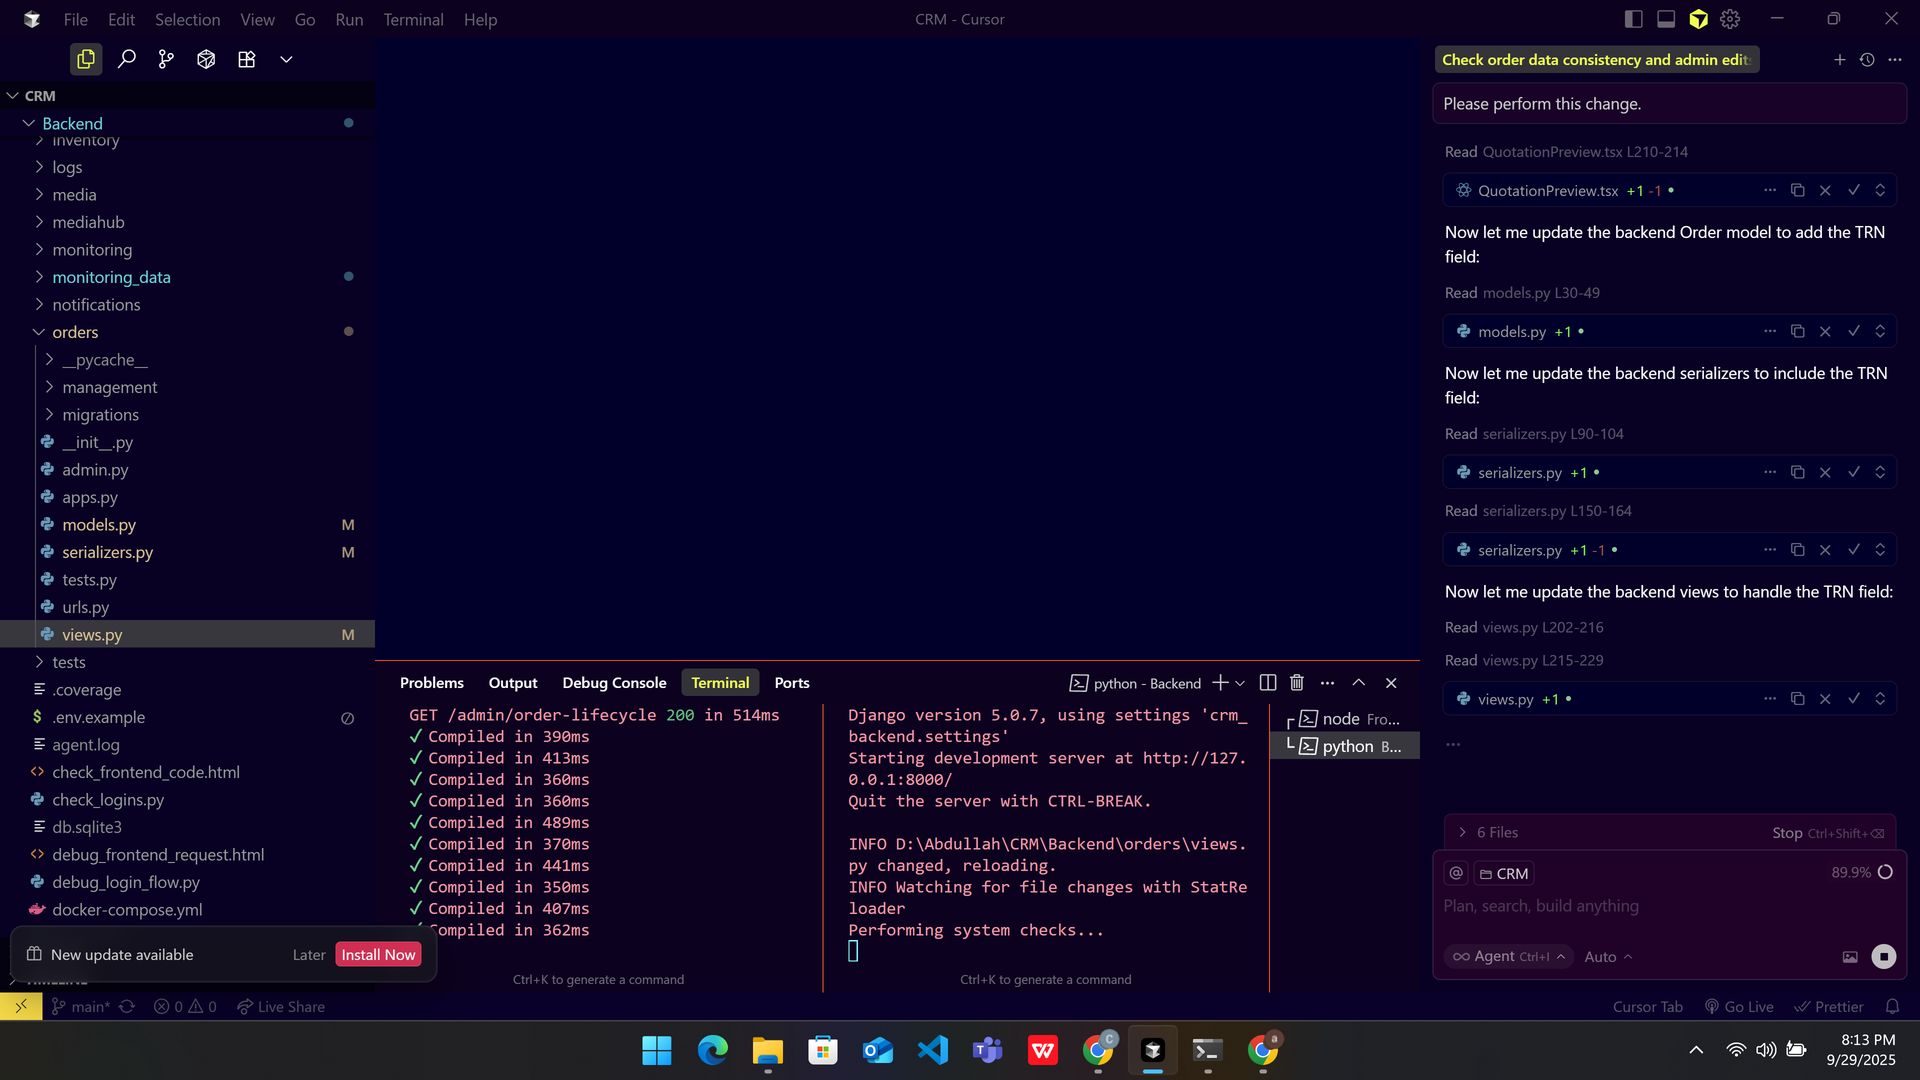 File Edit Selection View Go Run Terminal Help
CRM - Cursor
CRM
Backend
inventory
logs
media
mediahub
monitoring
monitoring_data
notifications
orders
__pycache__
management
migrations
__init__.py
admin.py
apps.py
models.py M
serializers.py M
tests.py
urls.py
views.py M
tests
.coverage
.env.example
agent.log
check_frontend_code.html
check_logins.py
db.sqlite3
debug_frontend_request.html
debug_login_flow.py
docker-compose.yml
New update available Later Install Now
TIMELINE
Problems Output Debug Console Terminal Ports
python - Backend
GET /admin/order-lifecycle 200 in 514ms
✓ Compiled in 390ms
✓ Compiled in 413ms
✓ Compiled in 360ms
✓ Compiled in 360ms
✓ Compiled in 489ms
✓ Compiled in 370ms
✓ Compiled in 441ms
✓ Compiled in 350ms
✓ Compiled in 407ms
Compiled in 362ms
Ctrl+K to generate a command
Django version 5.0.7, using settings 'crm_
backend.settings'
Starting development server at http://127.
0.0.1:8000/
Quit the server with CTRL-BREAK.
INFO D:\Abdullah\CRM\Backend\orders\views.
py changed, reloading.
INFO Watching for file changes with StatRe
loader
Performing system checks...
Ctrl+K to generate a command
node Fro...
python B...
Check order data consistency and admin edit
Please perform this change.
Read QuotationPreview.tsx L210-214
QuotationPreview.tsx +1 -1 •
Now let me update the backend Order model to add the TRN
field:
Read models.py L30-49
models.py +1 •
Now let me update the backend serializers to include the TRN
field:
Read serializers.py L90-104
serializers.py +1 •
Read serializers.py L150-164
serializers.py +1 -1 •
Now let me update the backend views to handle the TRN field:
Read views.py L202-216
Read views.py L215-229
views.py +1 •
...
6 Files Stop Ctrl+Shift+⌫
@ CRM 89.9%
Plan, search, build anything
Agent Ctrl+I Auto
main* 0 0 Live Share
Cursor Tab Go Live Prettier
8:13 PM
9/29/2025